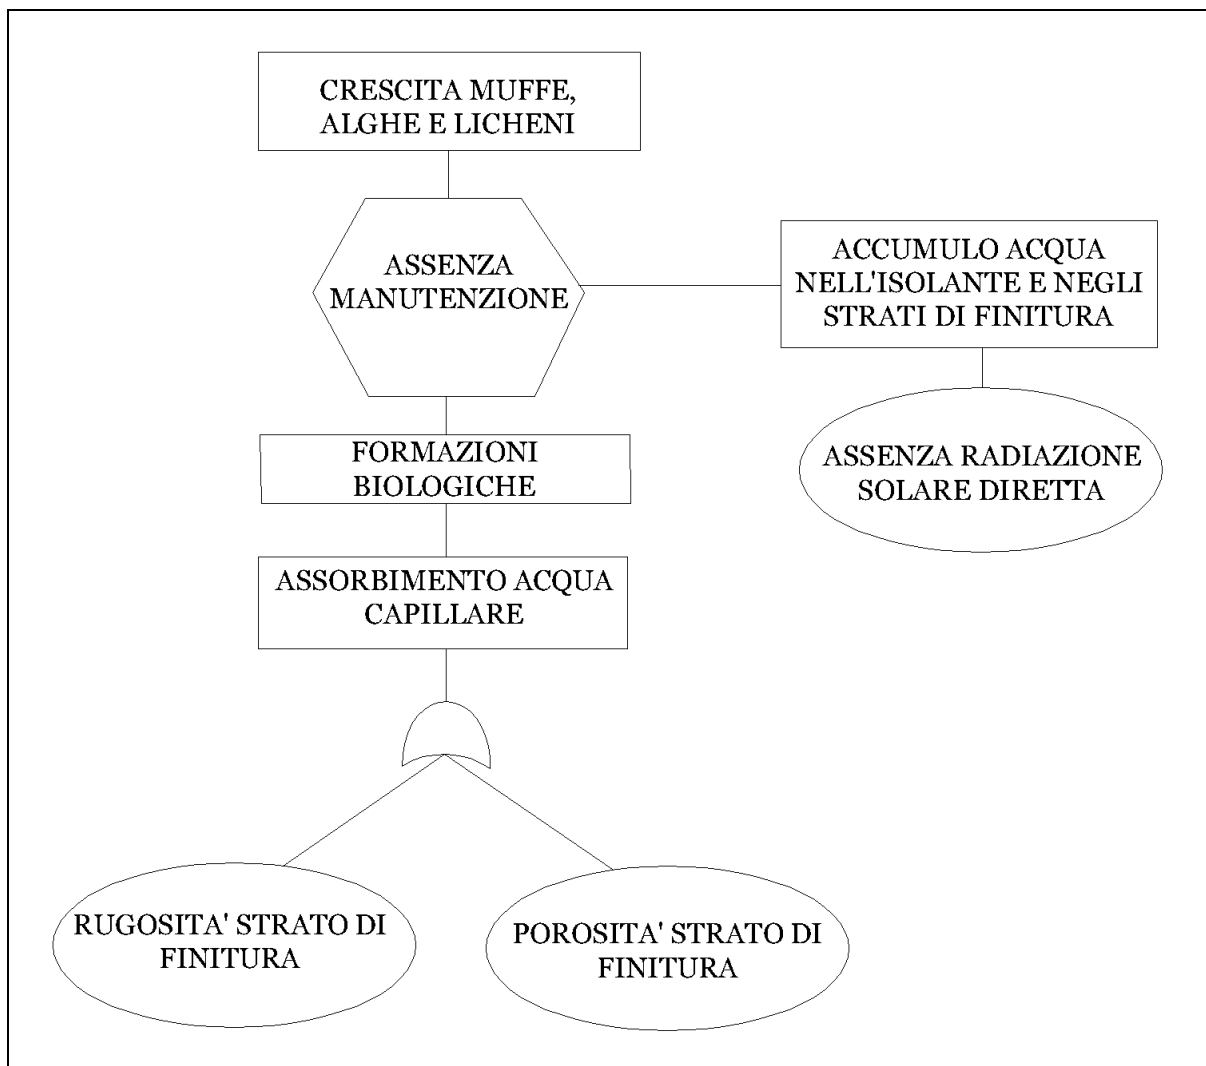 CRESCITA MUFFE,
ALGHE E LICHENI
ASSENZA
MANUTENZIONE
ACCUMULO ACQUA
NELL'ISOLANTE E NEGLI
STRATI DI FINITURA
ASSENZA RADIAZIONE
SOLARE DIRETTA
FORMAZIONI
BIOLOGICHE
ASSORBIMENTO ACQUA
CAPILLARE
RUGOSITA' STRATO DI
FINITURA
POROSITA' STRATO DI
FINITURA